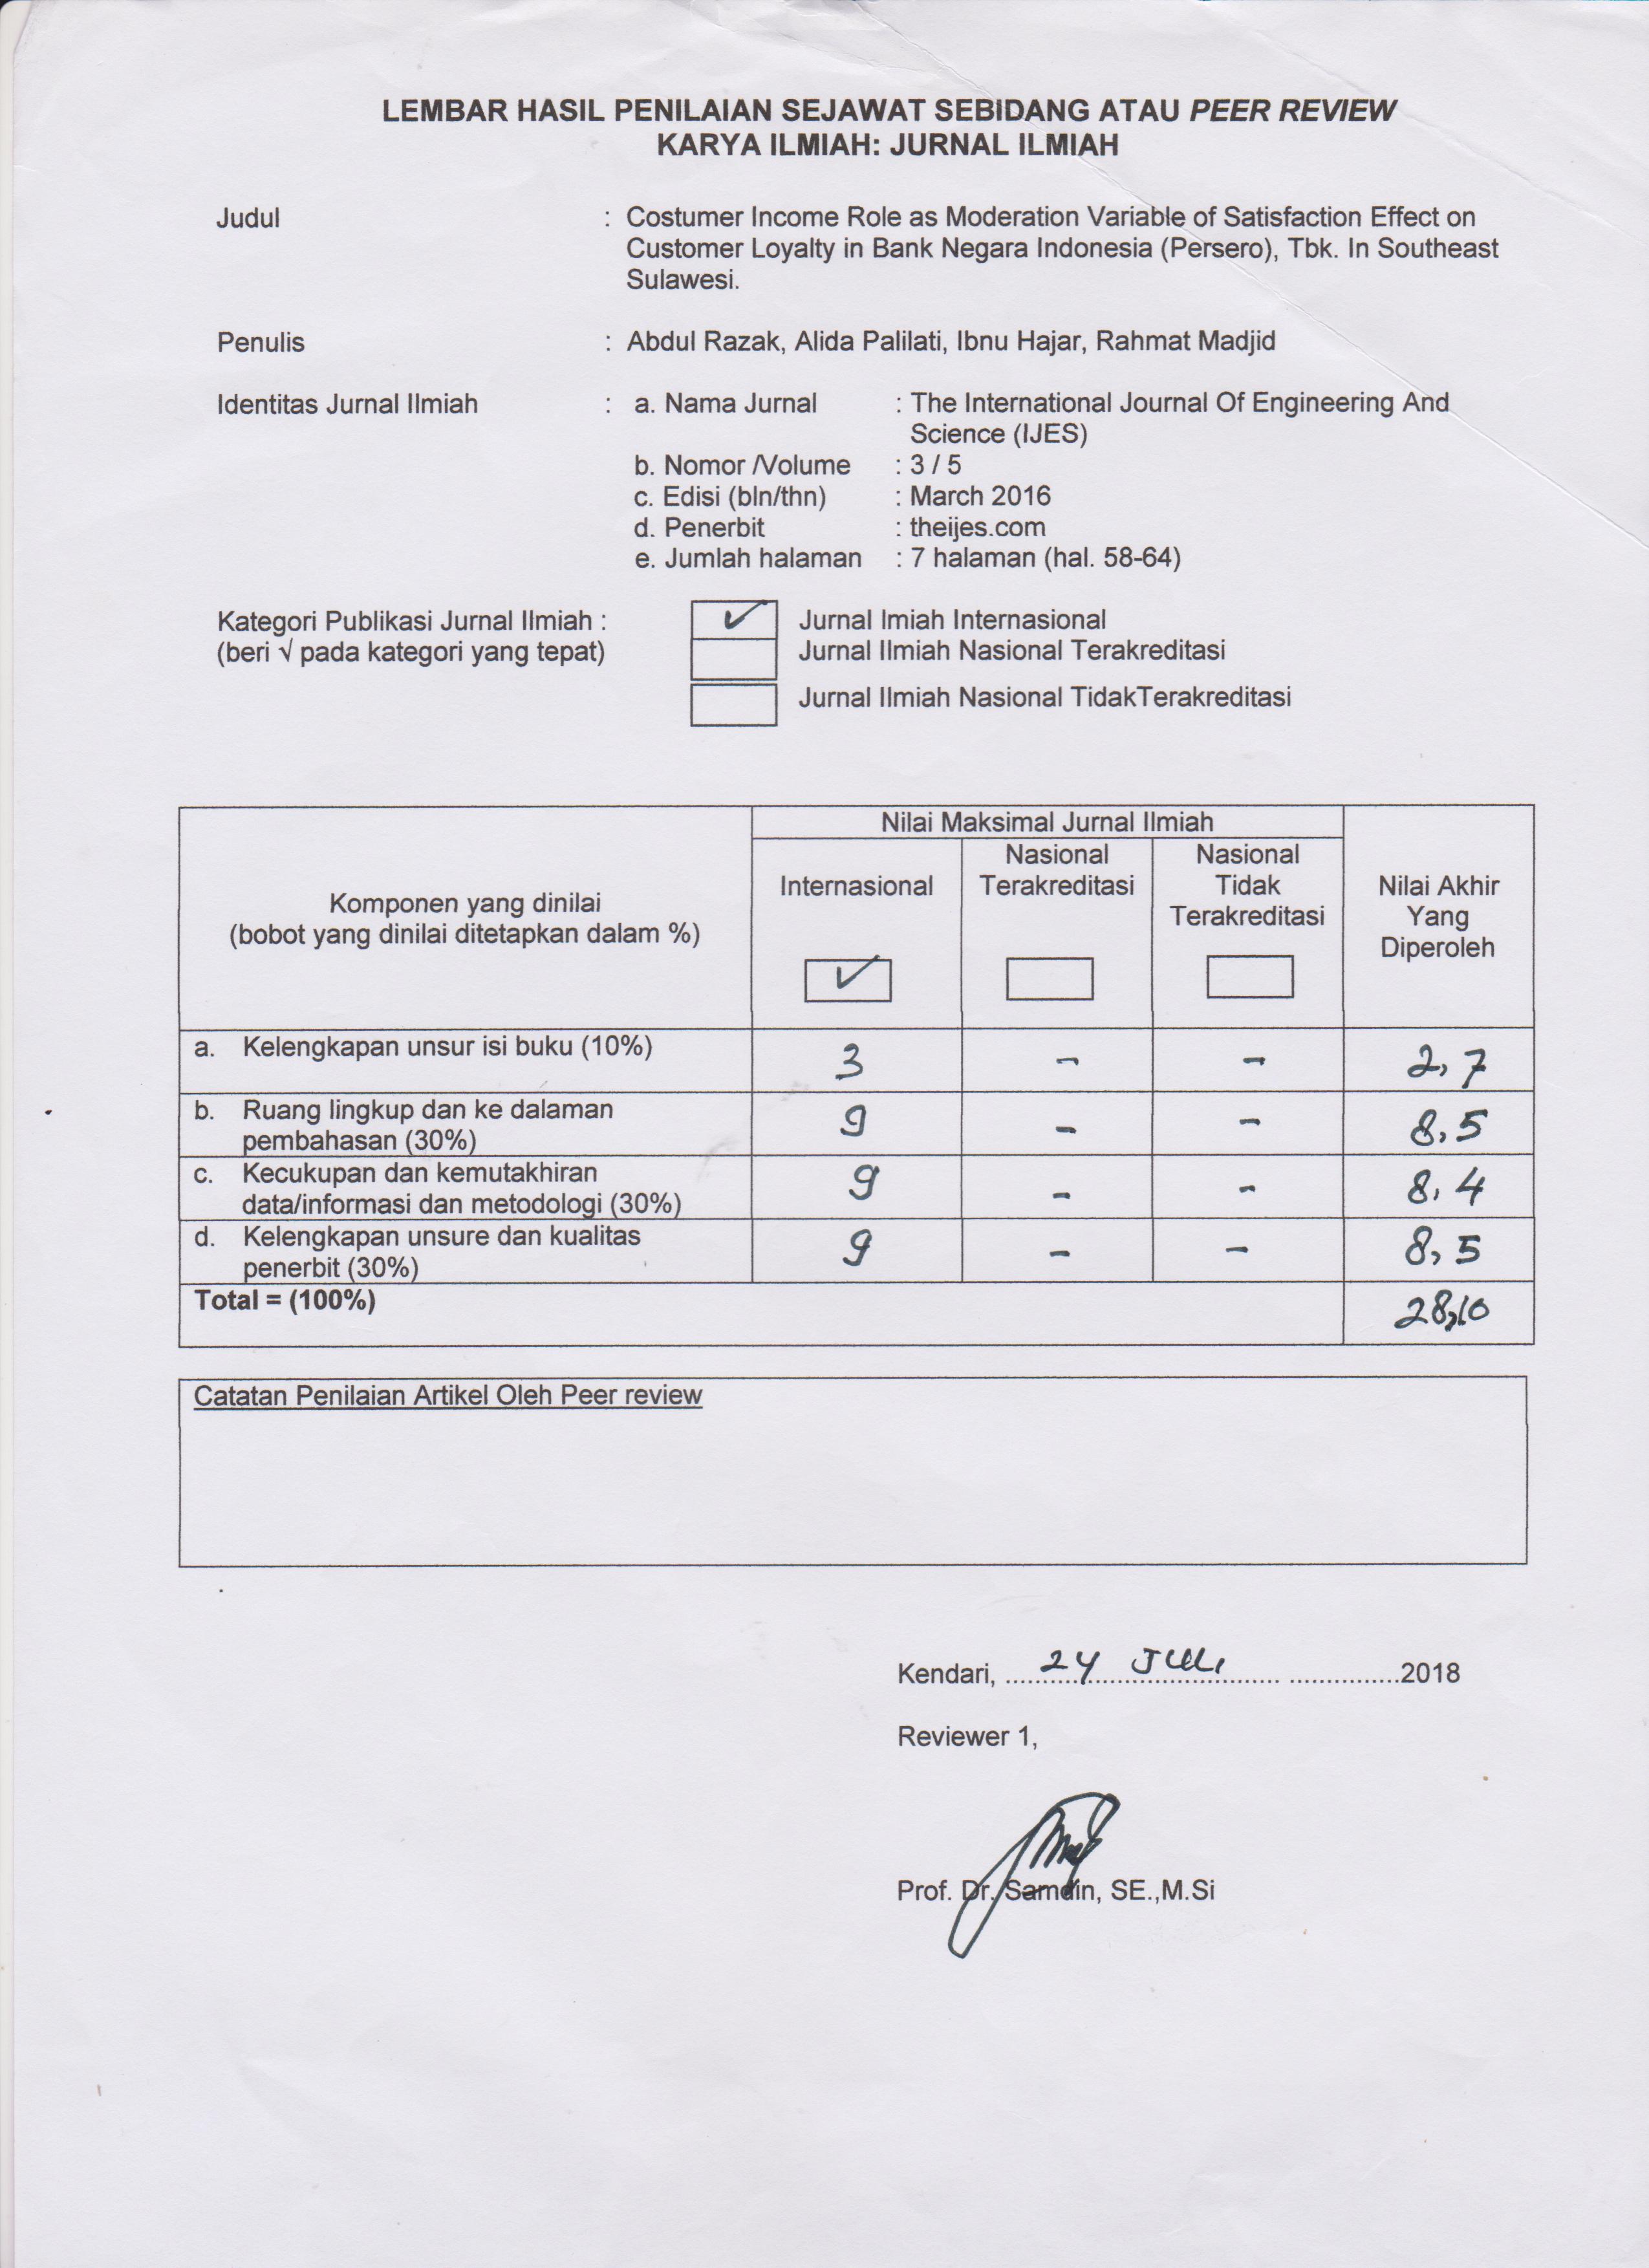 LEMBAR HASIL PENILAIAN SEJAWAT SEBIDANG ATAU PEER REVIEW
KARYA ILMIAH: JURNAL ILMIAH
Judul : Costumer Income Role as Moderation Variable of Satisfaction Effect on
Customer Loyalty in Bank Negara Indonesia (Persero), Tbk. In Southeast
Sulawesi.
Penulis : Abdul Razak, Alida Palilati, Ibnu Hajar, Rahmat Madjid
Identitas Jurnal Ilmiah : a. Nama Jurnal : The International Journal Of Engineering And
Science (IJES)
b. Nomor /Volume : 3 / 5
c. Edisi (bln/thn) : March 2016
d. Penerbit : theijes.com
e. Jumlah halaman : 7 halaman (hal. 58-64)
Kategori Publikasi Jurnal Ilmiah : ✓ Jurnal Imiah Internasional
(beri √ pada kategori yang tepat) Jurnal Ilmiah Nasional Terakreditasi
Jurnal Ilmiah Nasional TidakTerakreditasi
Komponen yang dinilai
(bobot yang dinilai ditetapkan dalam %)
Nilai Maksimal Jurnal Ilmiah
Internasional
✓
Nasional
Terakreditasi
Nasional
Tidak
Terakreditasi
Nilai Akhir
Yang
Diperoleh
a. Kelengkapan unsur isi buku (10%) 3 - - 2,7
b. Ruang lingkup dan ke dalaman
pembahasan (30%) 9 - - 8,5
c. Kecukupan dan kemutakhiran
data/informasi dan metodologi (30%) 9 - - 8,4
d. Kelengkapan unsure dan kualitas
penerbit (30%) 9 - - 8,5
Total = (100%) 28,10
Catatan Penilaian Artikel Oleh Peer review
Kendari, 24 Juli 2018
Reviewer 1,
Prof. Dr. Samdin, SE.,M.Si